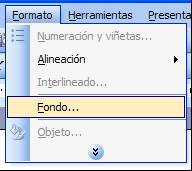 Formato Herramientas Presenta
Numeración y viñetas...
Alineación
Interlineado...
Fondo...
Objeto...